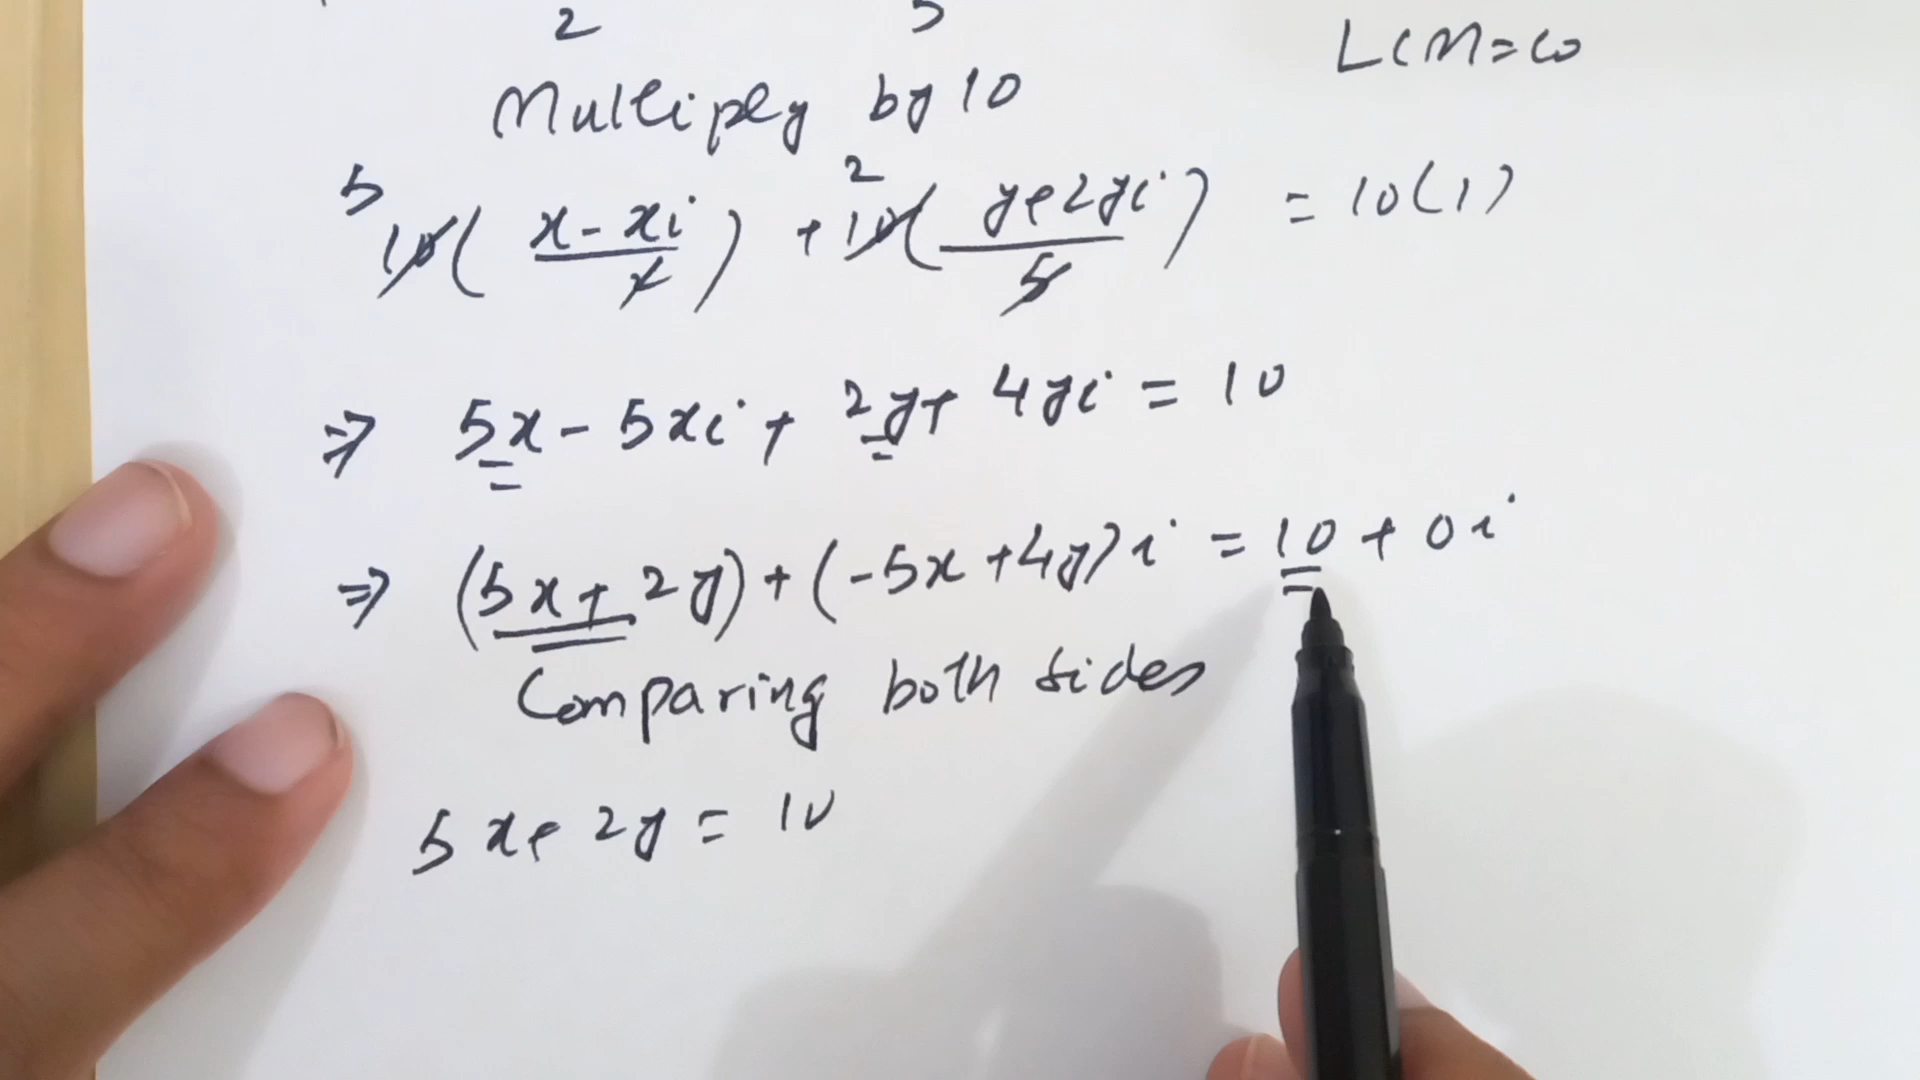 2 5
LCM=10
Multiply by 10
5 10(x-xi/2) + 2 10(y+2yi/5) = 10(1)
⇒ 5x - 5xi + 2y + 4yi = 10
⇒ (5x + 2y) + (-5x + 4y)i = 10 + 0i
Comparing both sides
5x + 2y = 10